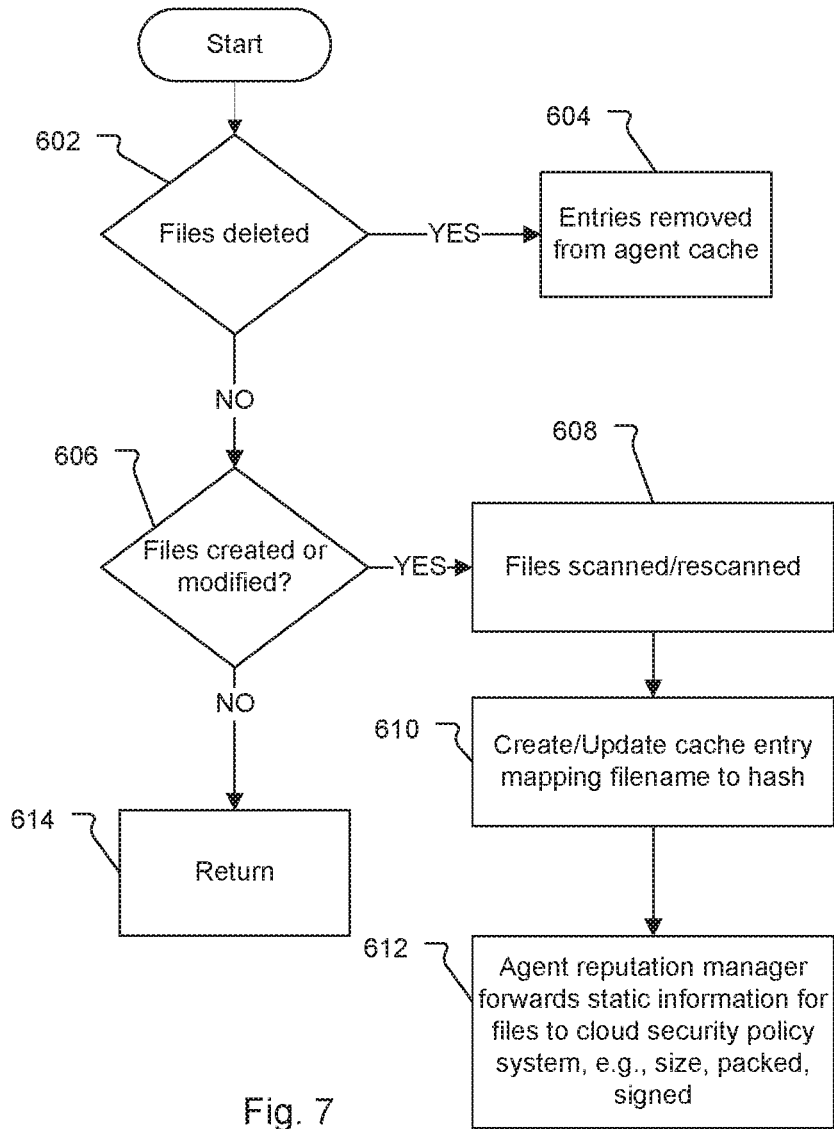 Start
602
Files deleted
YES
604
Entries removed
from agent cache
NO
606
Files created or
modified?
YES
608
Files scanned/rescanned
NO
610
Create/Update cache entry
mapping filename to hash
614
Return
612
Agent reputation manager
forwards static information for
files to cloud security policy
system, e.g., size, packed,
signed
Fig. 7